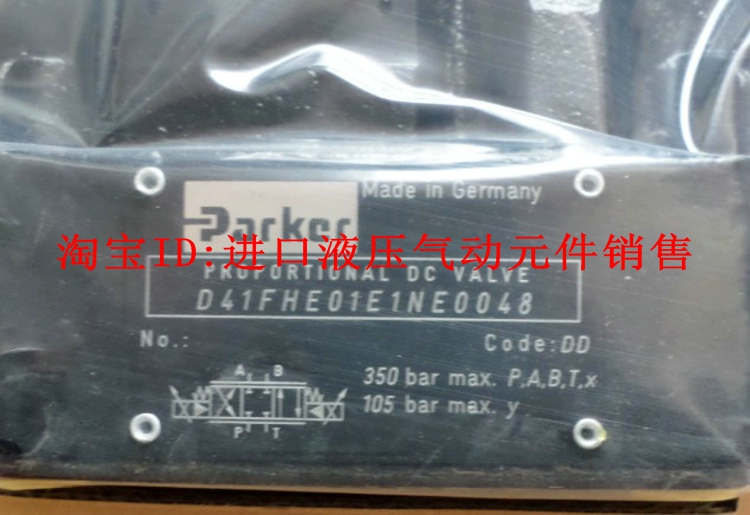 Made in Germany
Parker
淘宝ID:进口液压气动元件销售
PROPORTIONAL DC VALVE
D41FHE01E1NE0048
No.:
Code: DD
A B
350 bar max. P,A,B,T,x
105 bar max. y
P T